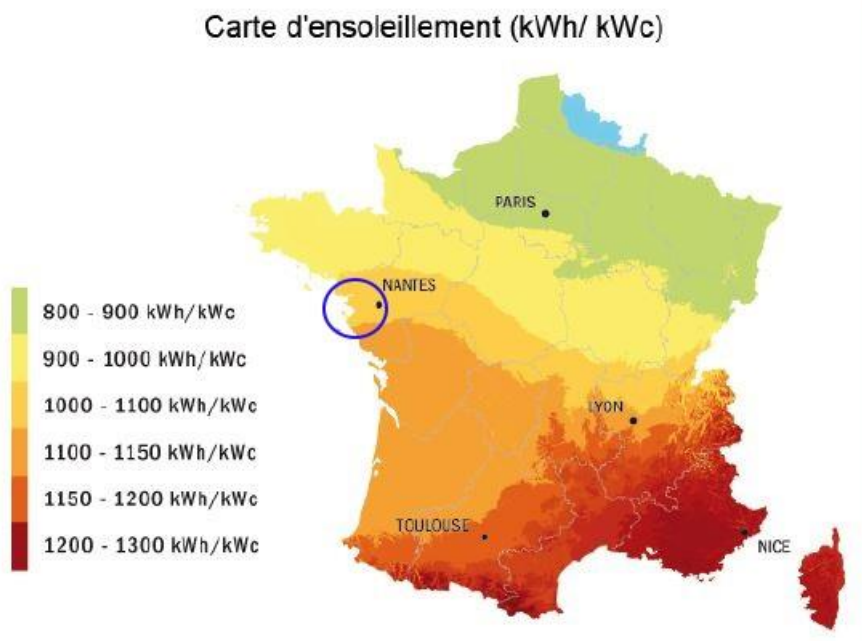 Carte d'ensoleillement (kWh/ kWc)
PARIS
NANTES
800 - 900 kWh/kWc
900 - 1000 kWh/kWc
1000 - 1100 kWh/kWc
1100 - 1150 kWh/kWc
1150 - 1200 kWh/kWc
1200 - 1300 kWh/kWc
LYON
TOULOUSE
NICE